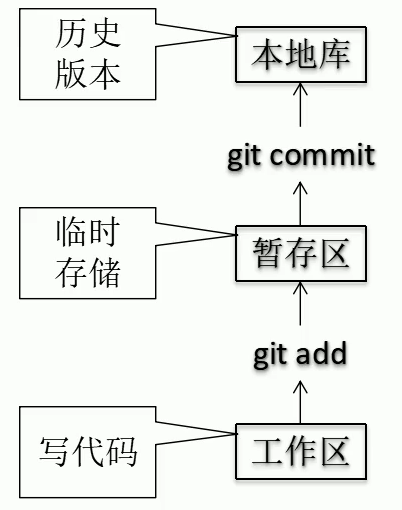 历史
版本
本地库
git commit
临时
存储
暂存区
git add
写代码
工作区